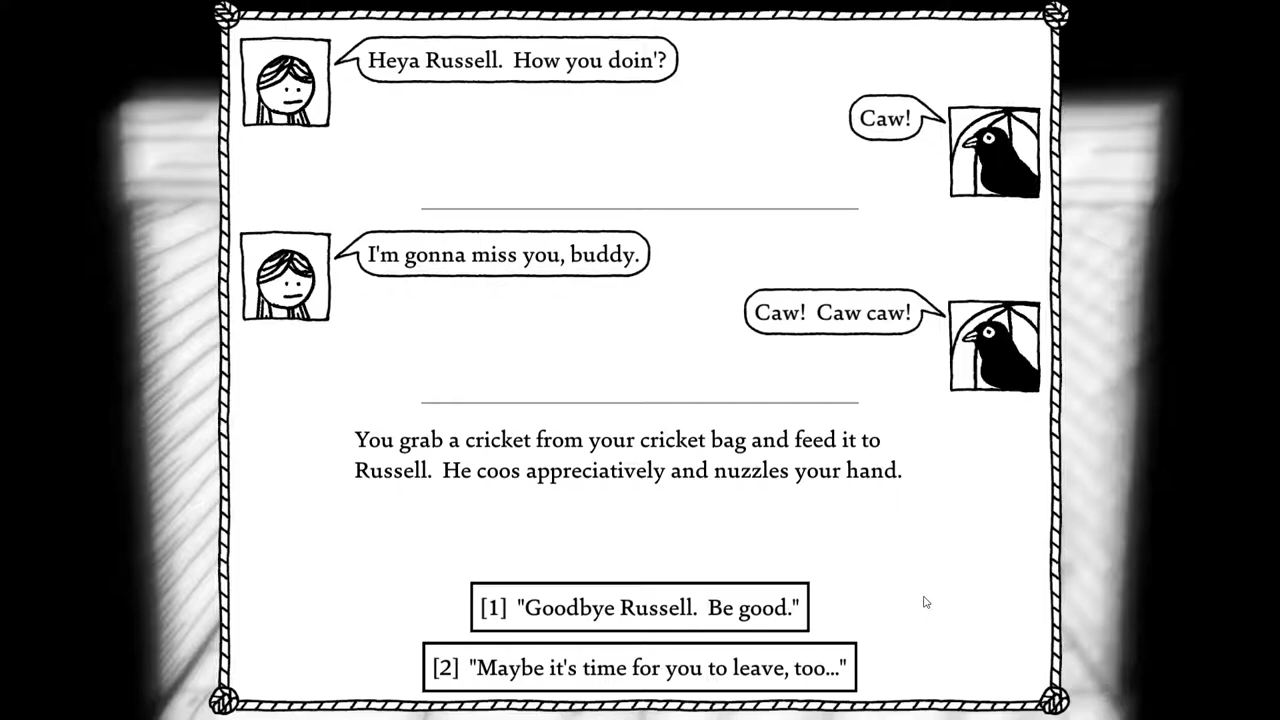 Heya Russell.  How you doin'?
Caw!
I'm gonna miss you, buddy.
Caw!  Caw caw!
You grab a cricket from your cricket bag and feed it to
Russell.  He coos appreciatively and nuzzles your hand.
[1] "Goodbye Russell.  Be good."
[2] "Maybe it's time for you to leave, too..."